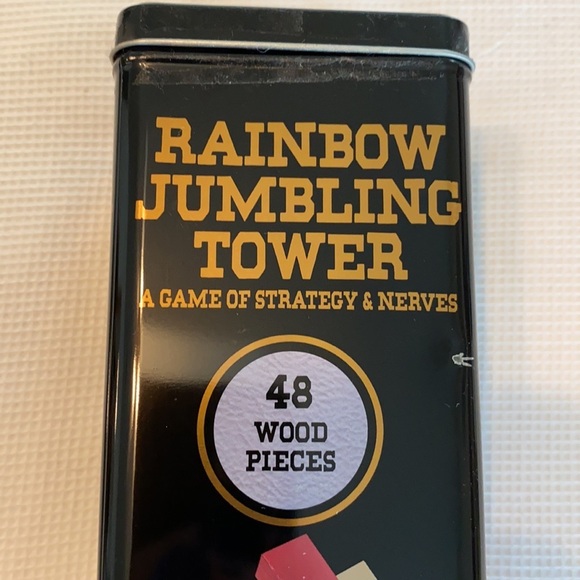 RAINBOW
JUMBLING
TOWER
A GAME OF STRATEGY & NERVES
48
WOOD
PIECES